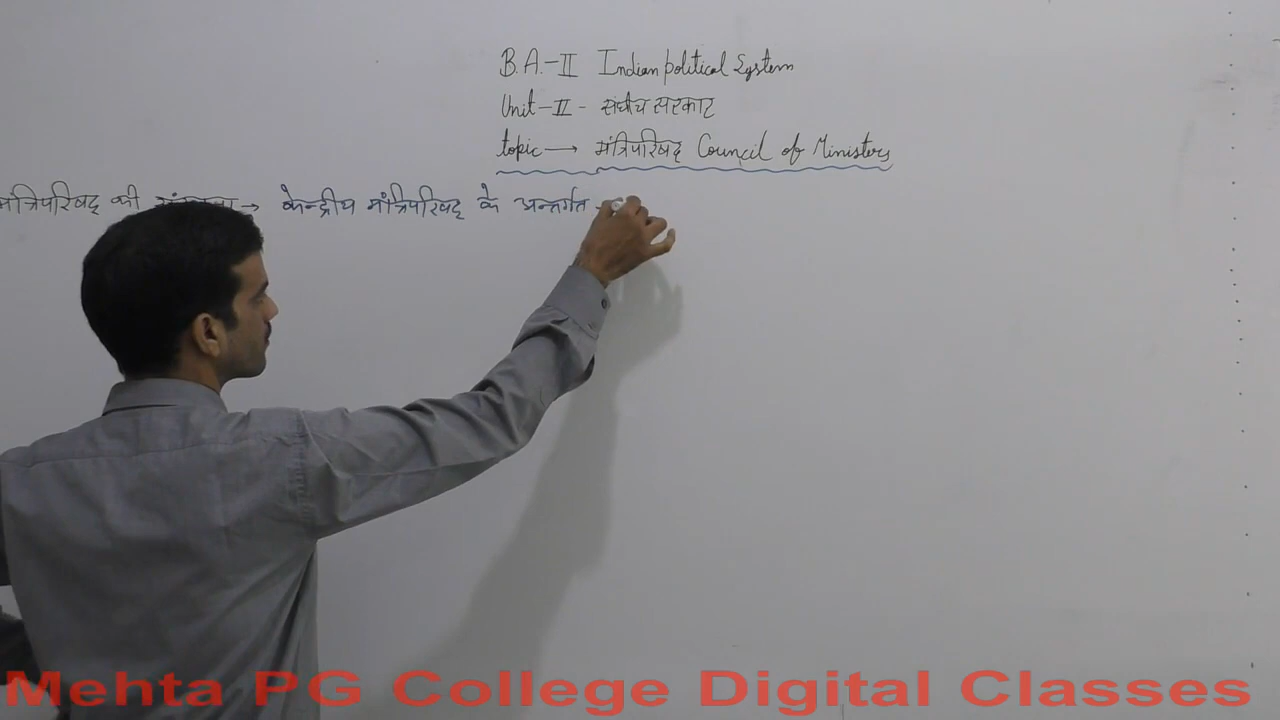 B.A.-II Indian political System
Unit-II - संघीय सरकार
topic → मंत्रिपरिषद् Council of Ministers
मंत्रिपरिषद् की → केन्द्रीय मंत्रिपरिषद् के अन्तर्गत
Mehta PG College Digital Classes